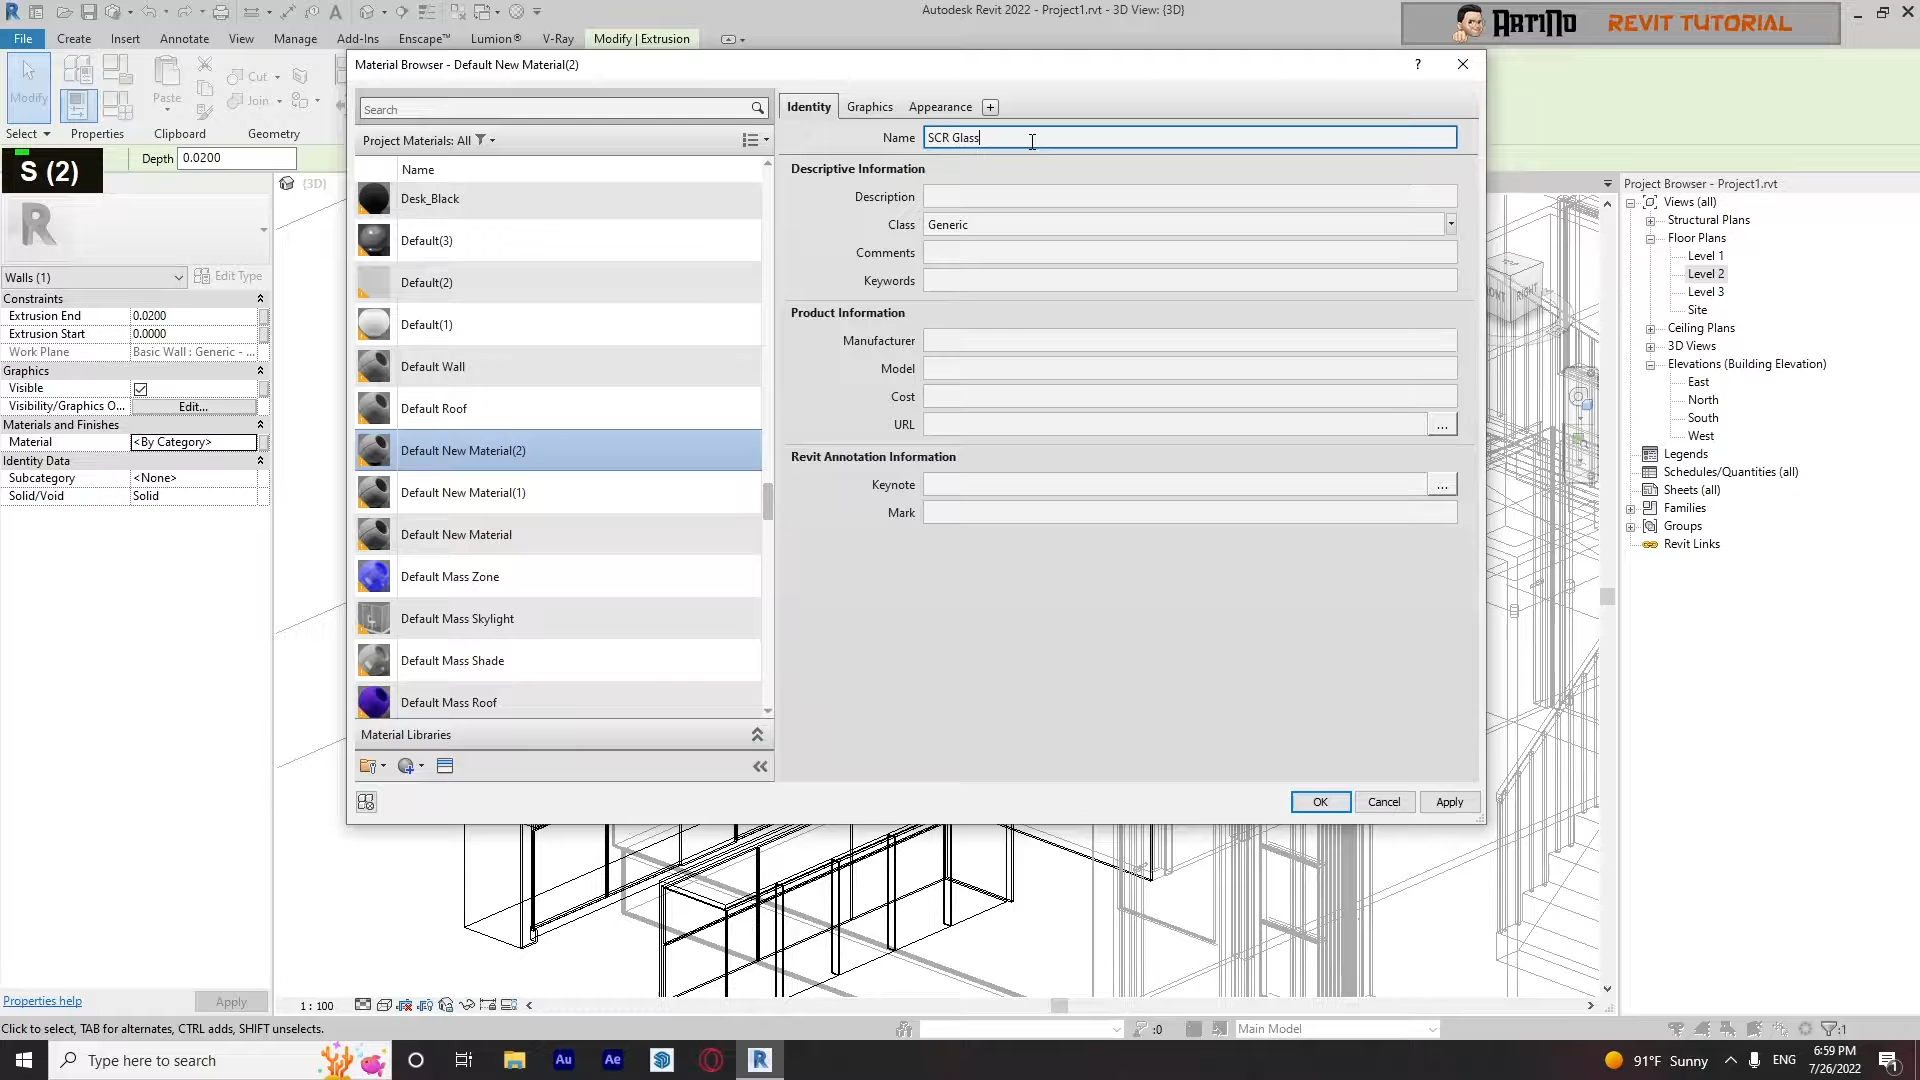 Autodesk Revit 2022 - Project1.rvt - 3D View: {3D}
ARTINO REVIT TUTORIAL
File Create Insert Annotate View Manage Add-Ins Enscape™ Lumion® V-Ray Modify | Extrusion
Material Browser - Default New Material(2)
Modify
Paste
Cut
Join
Select Properties Clipboard Geometry
S (2)
Depth 0.0200
{3D}
Walls (1) Edit Type
Constraints
Extrusion End 0.0200
Extrusion Start 0.0000
Work Plane Basic Wall : Generic - ...
Graphics
Visible
Visibility/Graphics O... Edit...
Materials and Finishes
Material <By Category>
Identity Data
Subcategory <None>
Solid/Void Solid
Properties help Apply
Search
Project Materials: All
Name
Desk_Black
Default(3)
Default(2)
Default(1)
Default Wall
Default Roof
Default New Material(2)
Default New Material(1)
Default New Material
Default Mass Zone
Default Mass Skylight
Default Mass Shade
Default Mass Roof
Material Libraries
Identity Graphics Appearance
Name SCR Glass
Descriptive Information
Description
Class Generic
Comments
Keywords
Product Information
Manufacturer
Model
Cost
URL ...
Revit Annotation Information
Keynote ...
Mark
OK Cancel Apply
RIGHT
Project Browser - Project1.rvt
Views (all)
Structural Plans
Floor Plans
Level 1
Level 2
Level 3
Site
Ceiling Plans
3D Views
Elevations (Building Elevation)
East
North
South
West
Legends
Schedules/Quantities (all)
Sheets (all)
Families
Groups
Revit Links
1 : 100
Click to select, TAB for alternates, CTRL adds, SHIFT unselects.
:0
Main Model
:1
Type here to search
Au
Ae
R
91°F Sunny
ENG
6:59 PM
7/26/2022
1